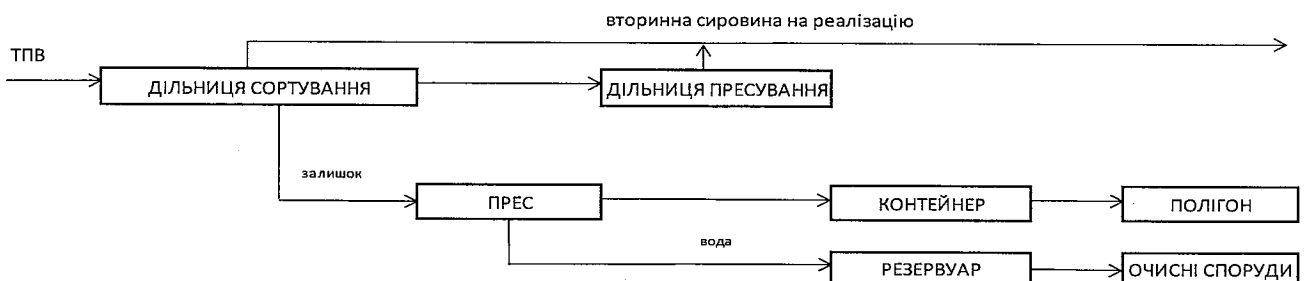 вторинна сировина на реалізацію
ТПВ
ДІЛЬНИЦЯ СОРТУВАННЯ
ДІЛЬНИЦЯ ПРЕСУВАННЯ
залишок
ПРЕС
КОНТЕЙНЕР
ПОЛІГОН
вода
РЕЗЕРВУАР
ОЧИСНІ СПОРУДИ